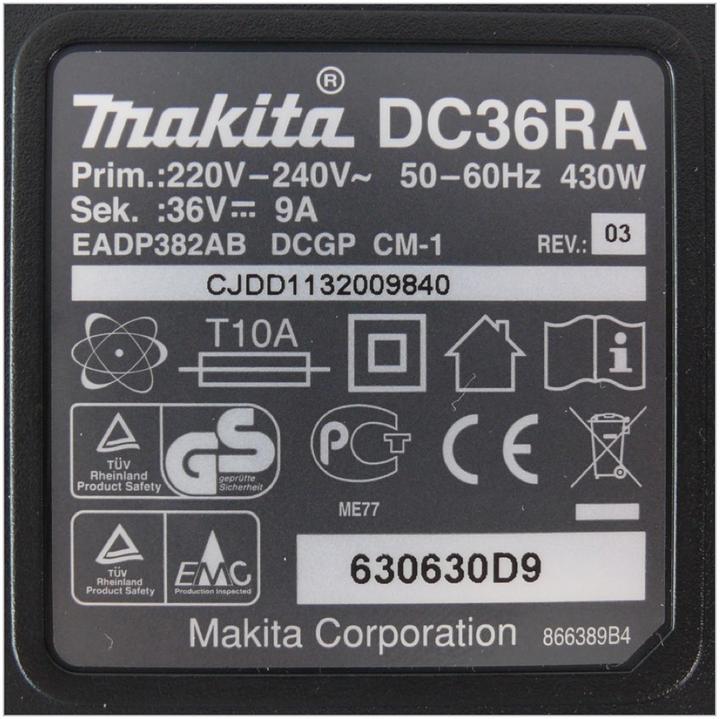 makita® DC36RA
Prim.:220V–240V~ 50–60Hz 430W
Sek. :36V⎓ 9A
EADP382AB DCGP CM-1 REV.: 03
CJDD1132009840
T10A
i
TÜV
Rheinland
Product Safety
GS
geprüfte
Sicherheit
PCT
ME77
CE
TÜV
Rheinland
Product Safety
EMC
Production Inspected
630630D9
Makita Corporation 866389B4